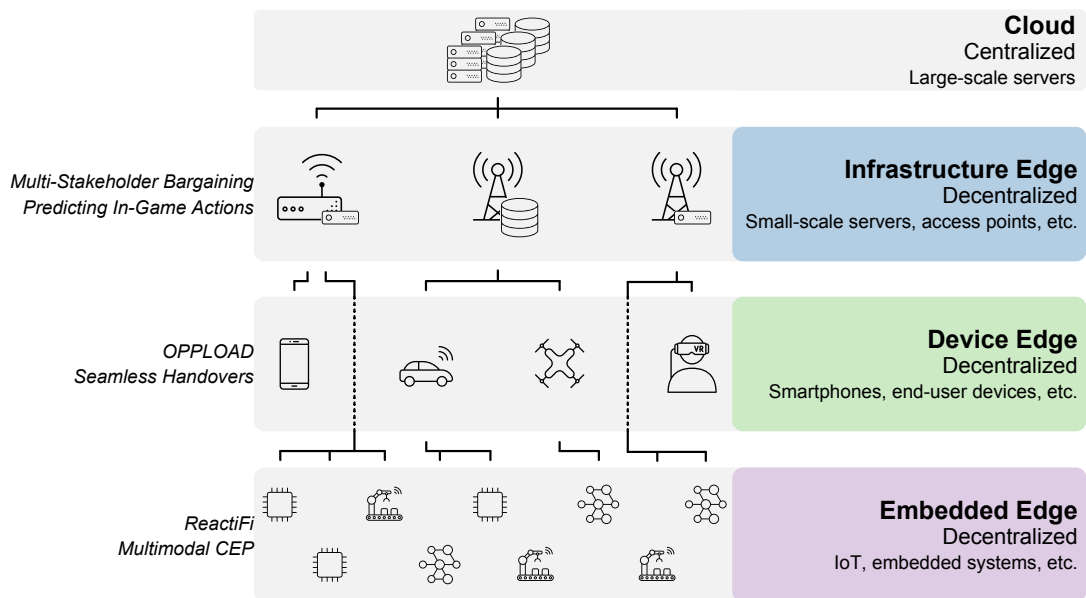 Cloud
Centralized
Large-scale servers
Multi-Stakeholder Bargaining
Predicting In-Game Actions
Infrastructure Edge
Decentralized
Small-scale servers, access points, etc.
OPPLOAD
Seamless Handovers
VR
Device Edge
Decentralized
Smartphones, end-user devices, etc.
ReactiFi
Multimodal CEP
Embedded Edge
Decentralized
IoT, embedded systems, etc.